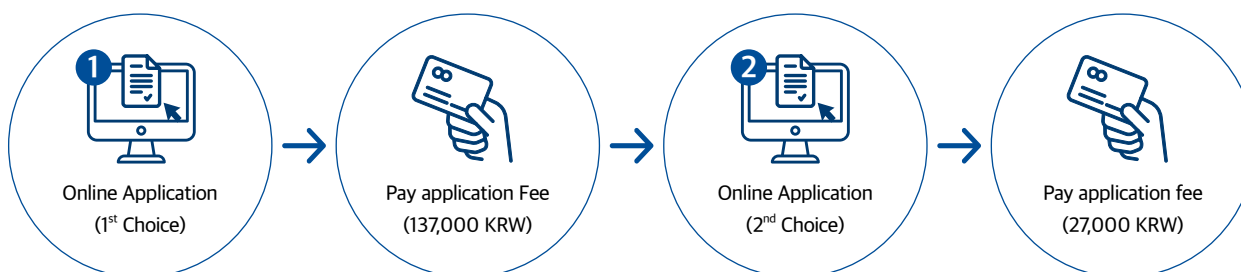 1
Online Application
(1st Choice)
Pay application Fee
(137,000 KRW)
2
Online Application
(2nd Choice)
Pay application fee
(27,000 KRW)